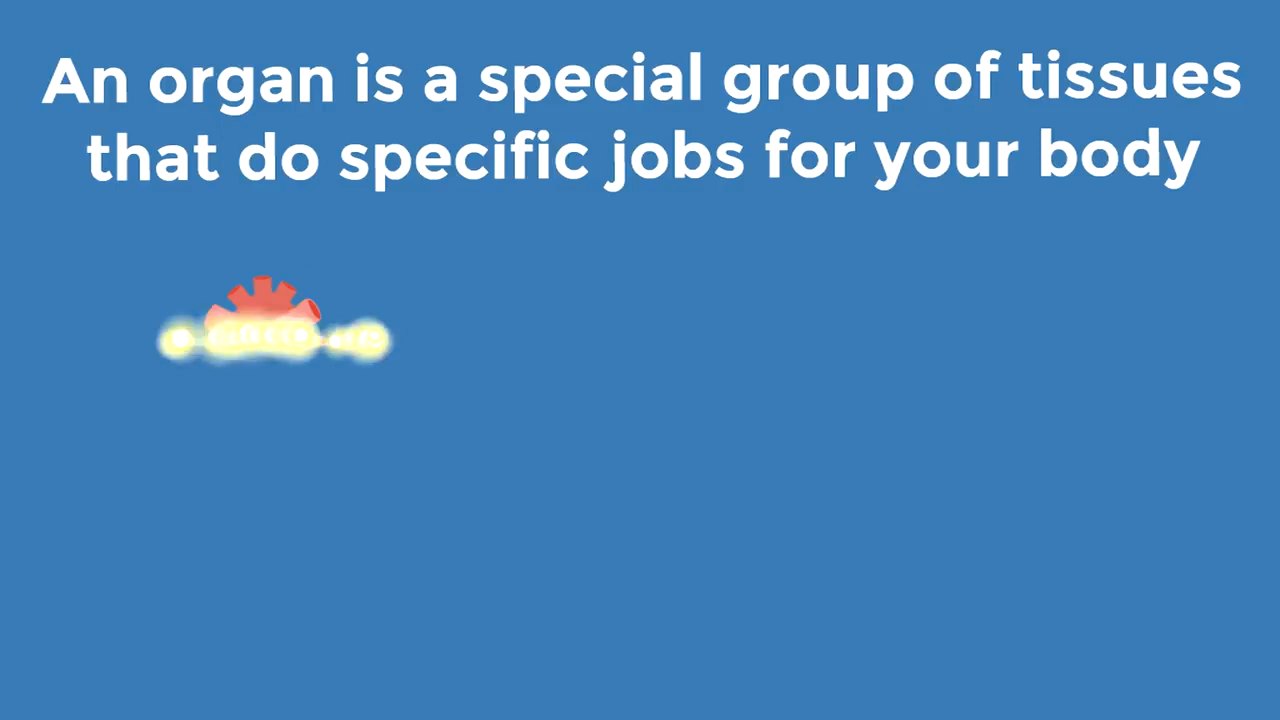 An organ is a special group of tissues
that do specific jobs for your body